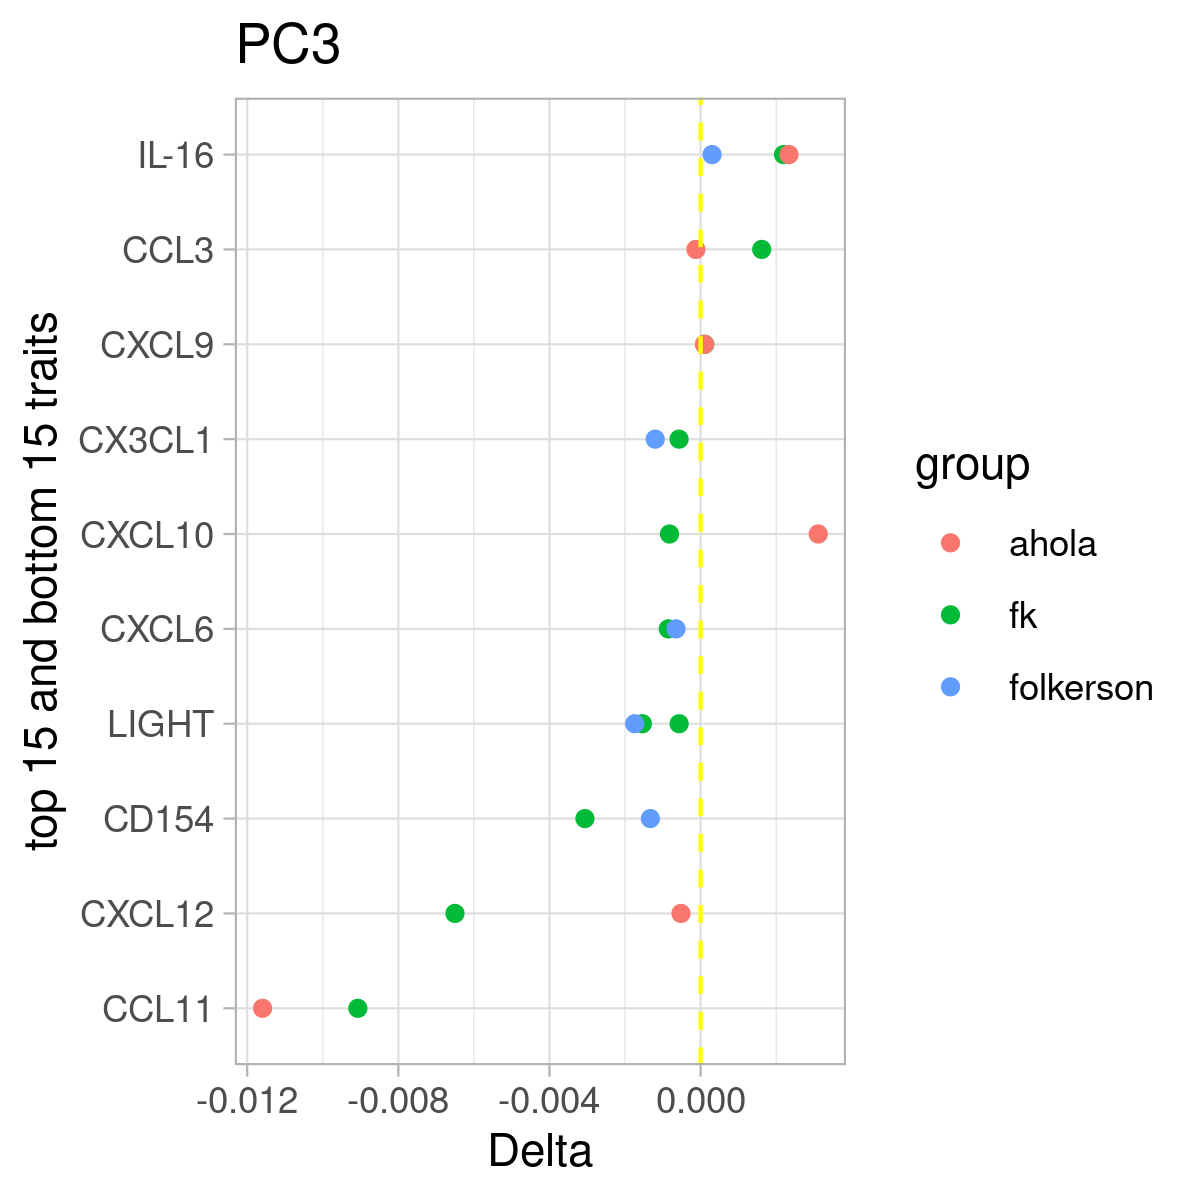 PC3
top 15 and bottom 15 traits
IL-16
CCL3
CXCL9
CX3CL1
CXCL10
CXCL6
LIGHT
CD154
CXCL12
CCL11
-0.012 -0.008 -0.004 0.000
Delta
group
ahola
fk
folkerson